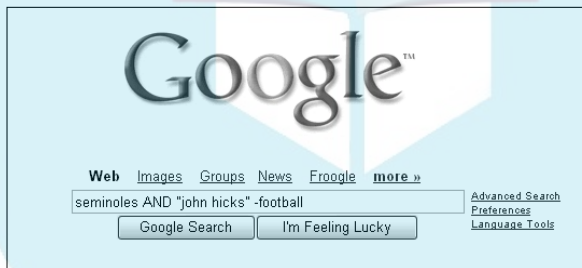 Google™
Web Images Groups News Froogle more »
seminoles AND "john hicks" -football
Advanced Search
Preferences
Language Tools
Google Search I'm Feeling Lucky